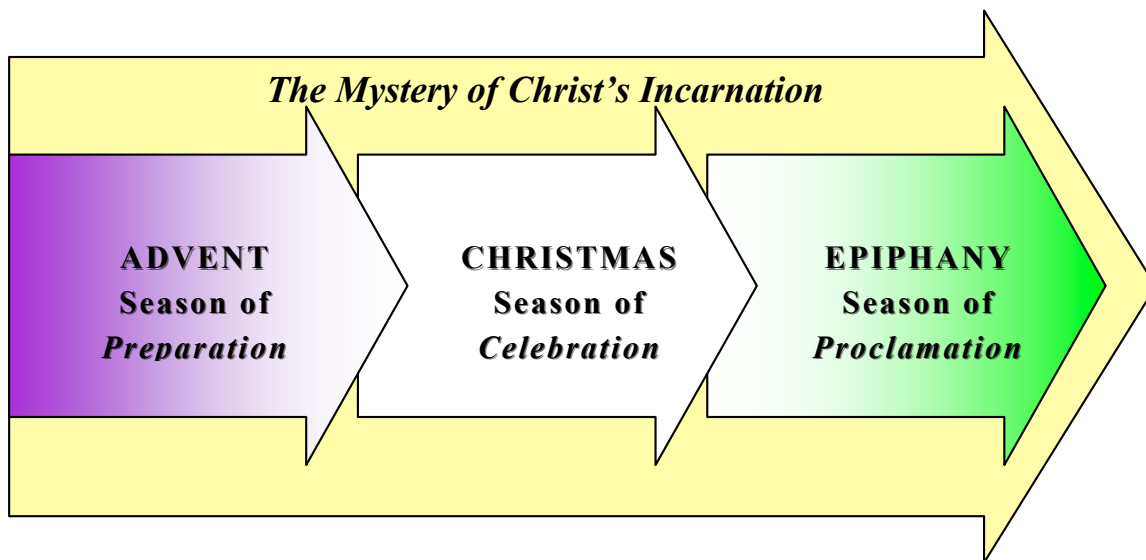 The Mystery of Christ’s Incarnation
ADVENT
Season of
Preparation
CHRISTMAS
Season of
Celebration
EPIPHANY
Season of
Proclamation